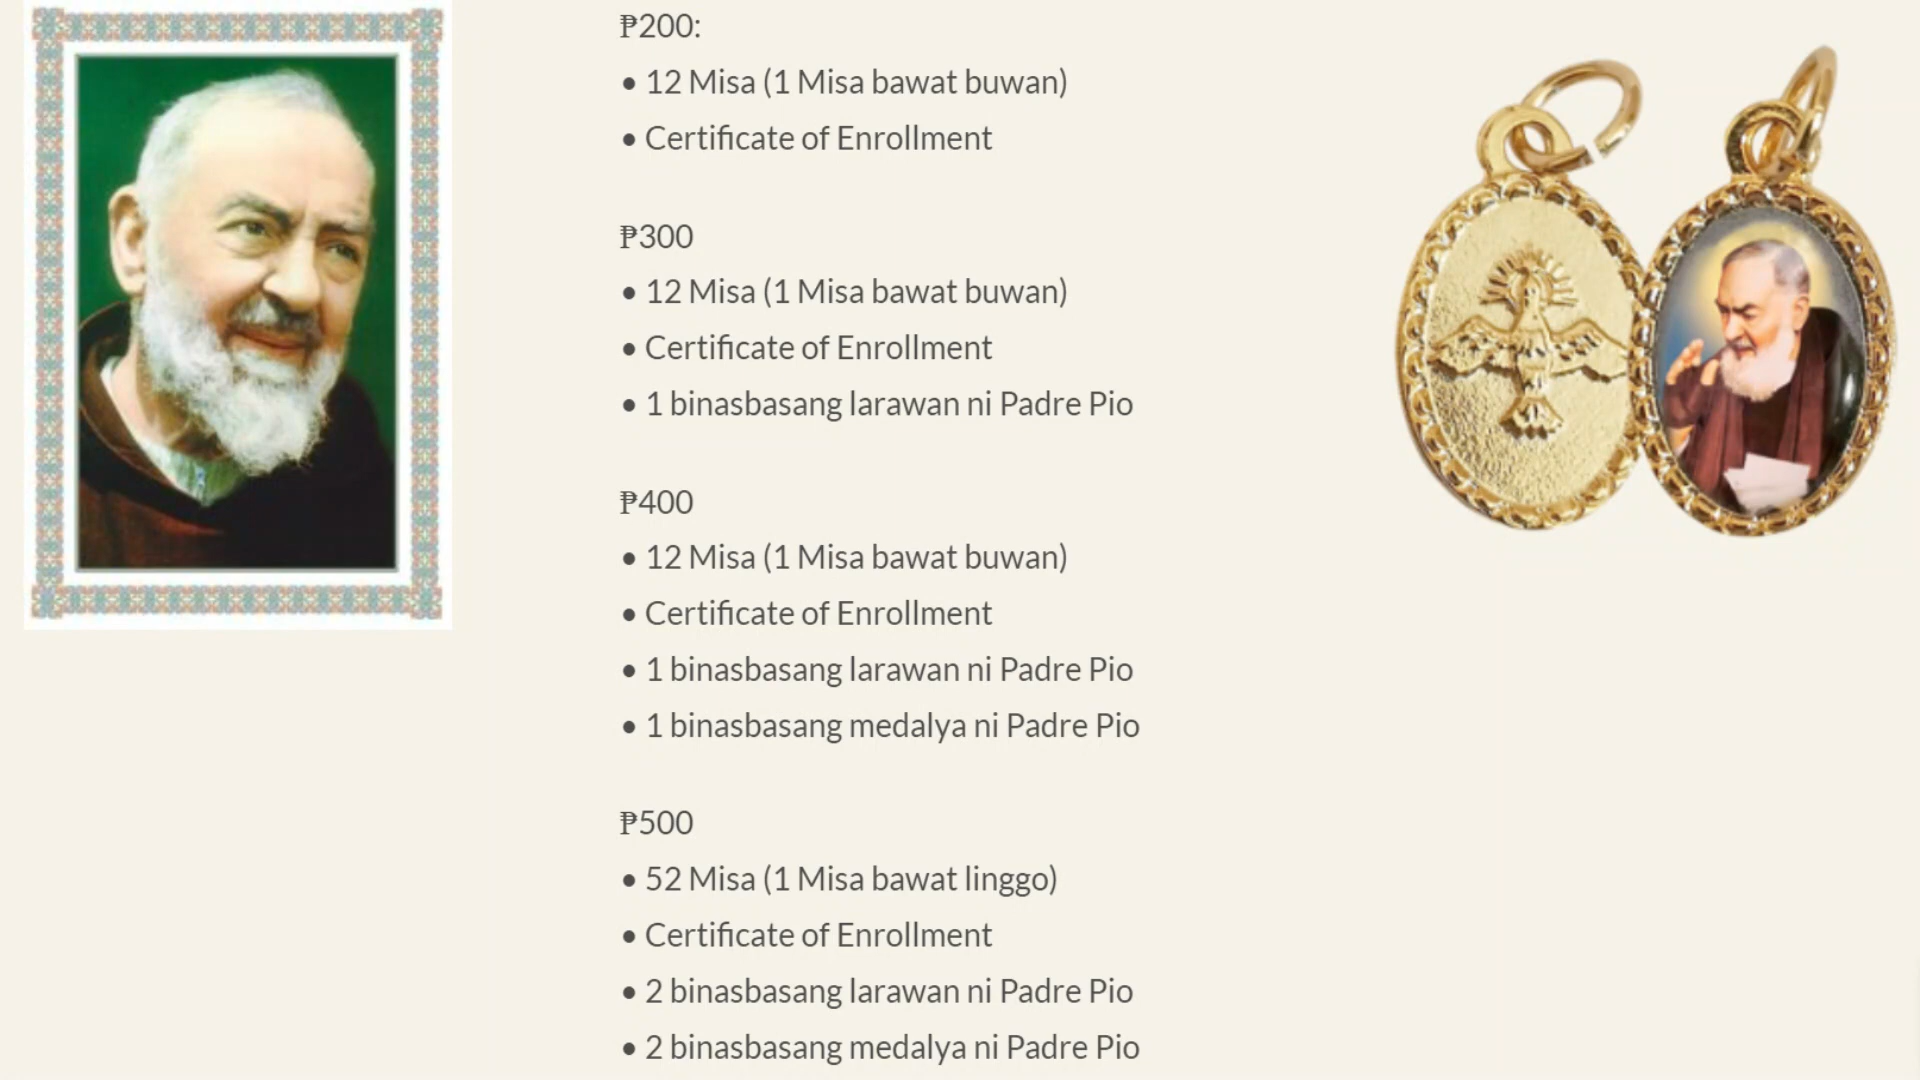 ₱200:
• 12 Misa (1 Misa bawat buwan)
• Certificate of Enrollment
₱300
• 12 Misa (1 Misa bawat buwan)
• Certificate of Enrollment
• 1 binasbasang larawan ni Padre Pio
₱400
• 12 Misa (1 Misa bawat buwan)
• Certificate of Enrollment
• 1 binasbasang larawan ni Padre Pio
• 1 binasbasang medalya ni Padre Pio
₱500
• 52 Misa (1 Misa bawat linggo)
• Certificate of Enrollment
• 2 binasbasang larawan ni Padre Pio
• 2 binasbasang medalya ni Padre Pio